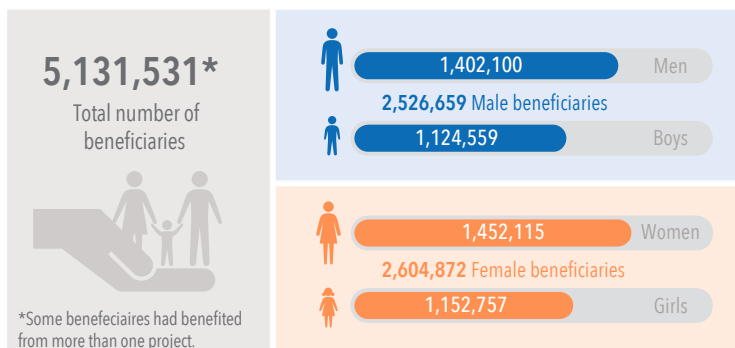 5,131,531*
Total number of
beneficiaries
*Some benefeciaires had benefited
from more than one project.
1,402,100 Men
2,526,659 Male beneficiaries
1,124,559 Boys
1,452,115 Women
2,604,872 Female beneficiaries
1,152,757 Girls